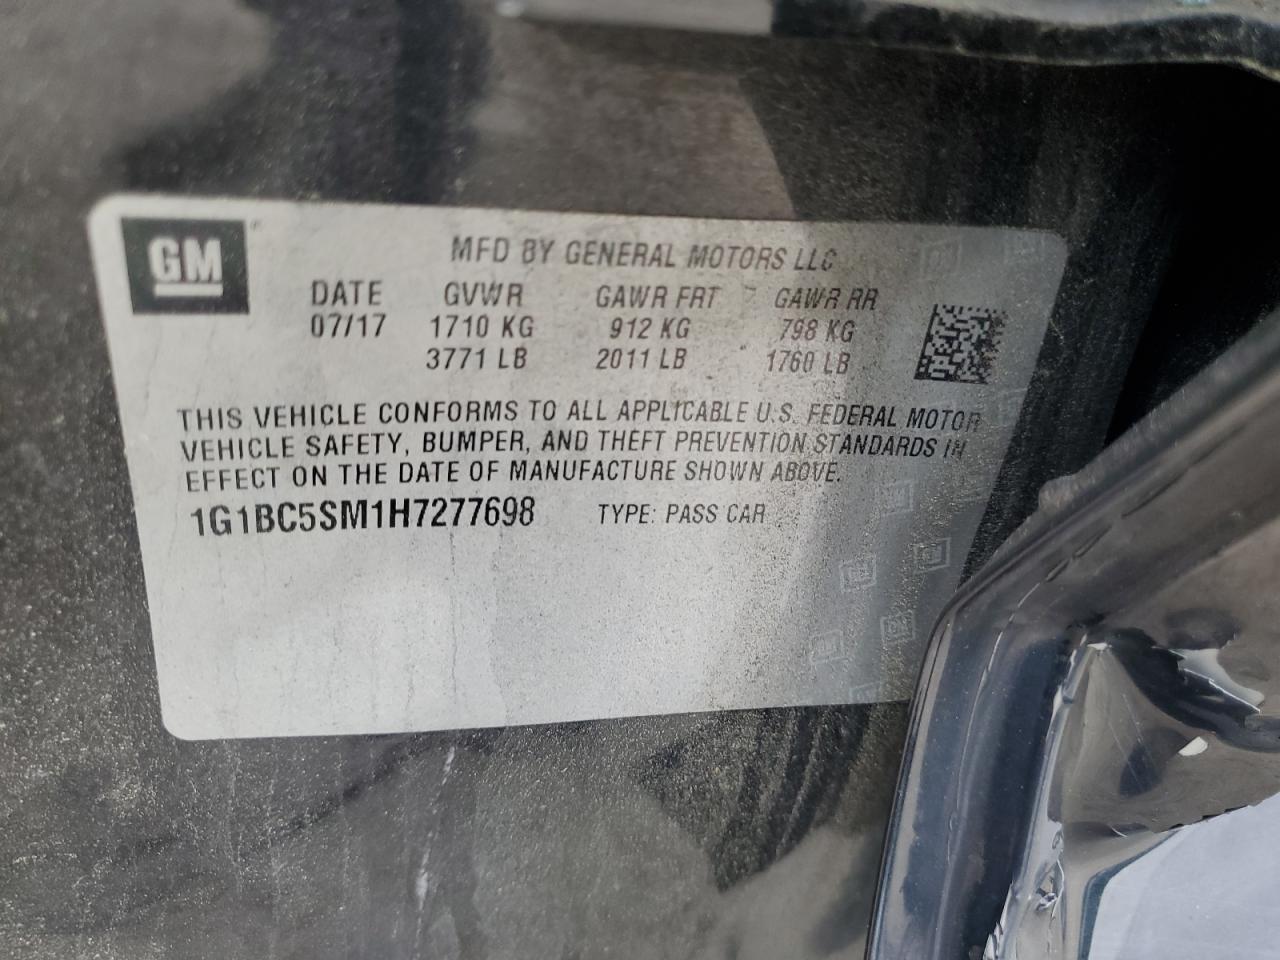 GM
MFD BY GENERAL MOTORS LLC
DATE GVWR GAWR FRT GAWR RR
07/17 1710 KG 912 KG 798 KG
3771 LB 2011 LB 1760 LB
THIS VEHICLE CONFORMS TO ALL APPLICABLE U.S. FEDERAL MOTOR
VEHICLE SAFETY, BUMPER, AND THEFT PREVENTION STANDARDS IN
EFFECT ON THE DATE OF MANUFACTURE SHOWN ABOVE.
1G1BC5SM1H7277698 TYPE: PASS CAR